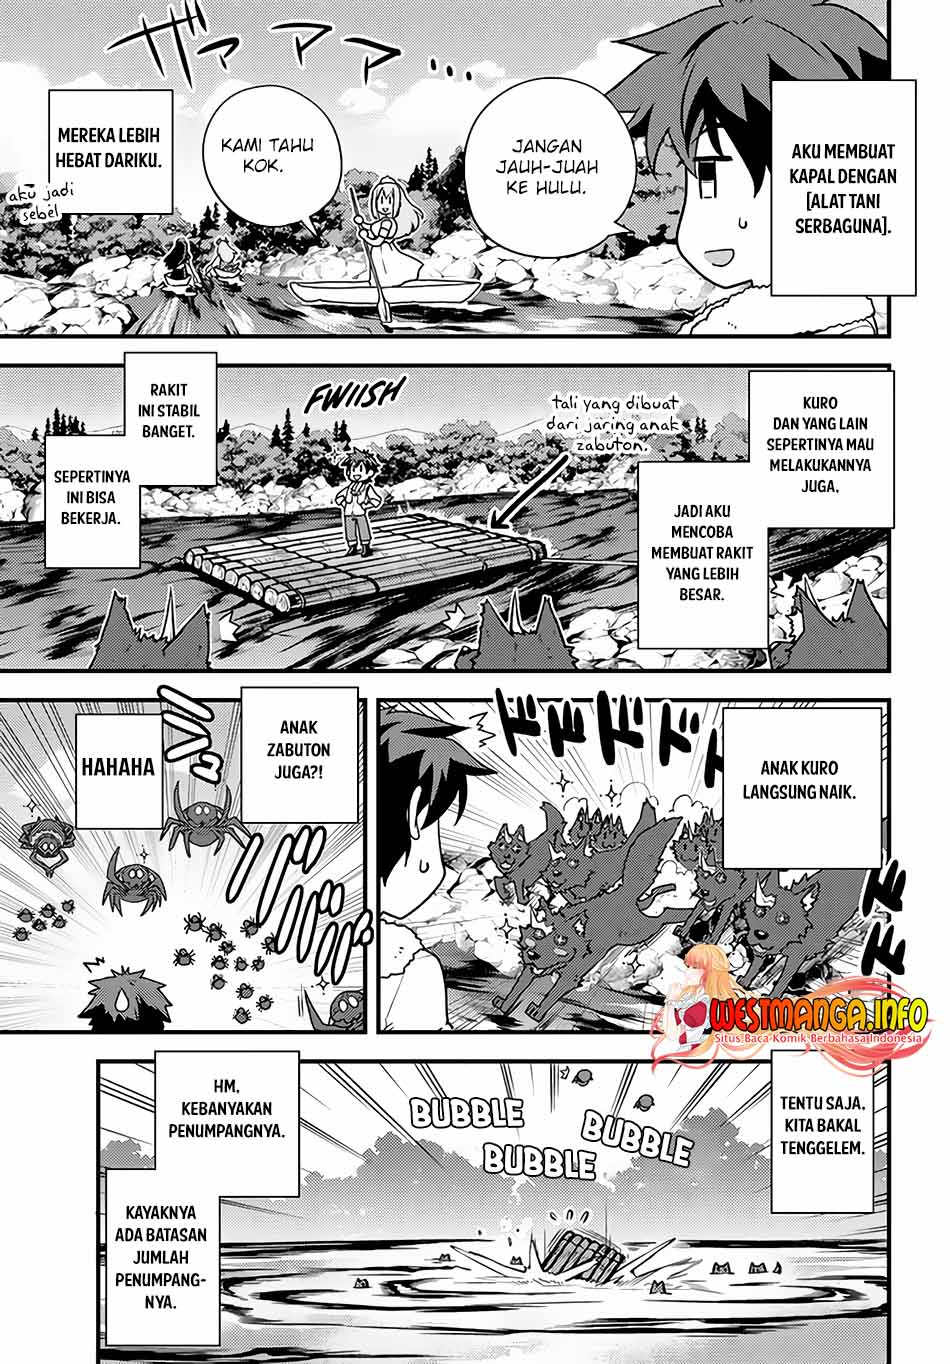 AKU MEMBUAT
KAPAL DENGAN
[ALAT TANI
SERBAGUNA].
JANGAN
JAUH-JUAH
KE HULU.
KAMI TAHU
KOK.
ザァァァ...
MEREKA LEBIH
HEBAT DARIKU.
aku jadi
sebel
KURO
DAN YANG LAIN
SEPERTINYA MAU
MELAKUKANNYA
JUGA,
JADI AKU
MENCOBA
MEMBUAT RAKIT
YANG LEBIH
BESAR.
tali yang dibuat
dari jaring anak
zabuton.
FWIISH
RAKIT
INI STABIL
BANGET.
SEPERTINYA
INI BISA
BEKERJA.
ANAK KURO
LANGSUNG NAIK.
ドドドドド
ドド
ANAK
ZABUTON
JUGA?!
HAHAHA
WESTMANGA.INFO
Situs Baca Komik Berbahasa Indonesia
TENTU SAJA,
KITA BAKAL
TENGGELEM.
BUBBLE
BUBBLE
BUBBLE
HM,
KEBANYAKAN
PENUMPANGNYA.
KAYAKNYA
ADA BATASAN
JUMLAH
PENUMPANG-
NYA.